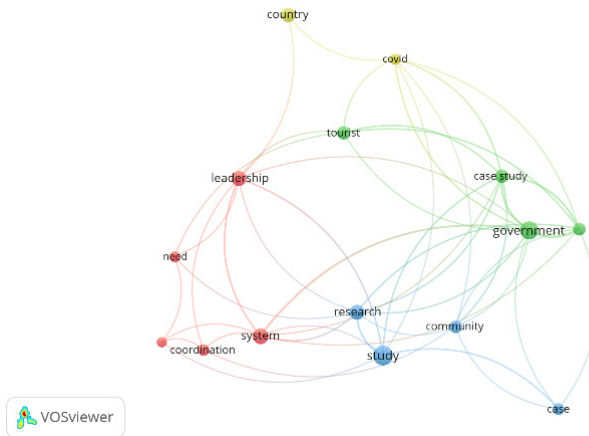 country
covid
tourist
leadership
case study
government
need
research
community
system
coordination
study
case
VOSviewer